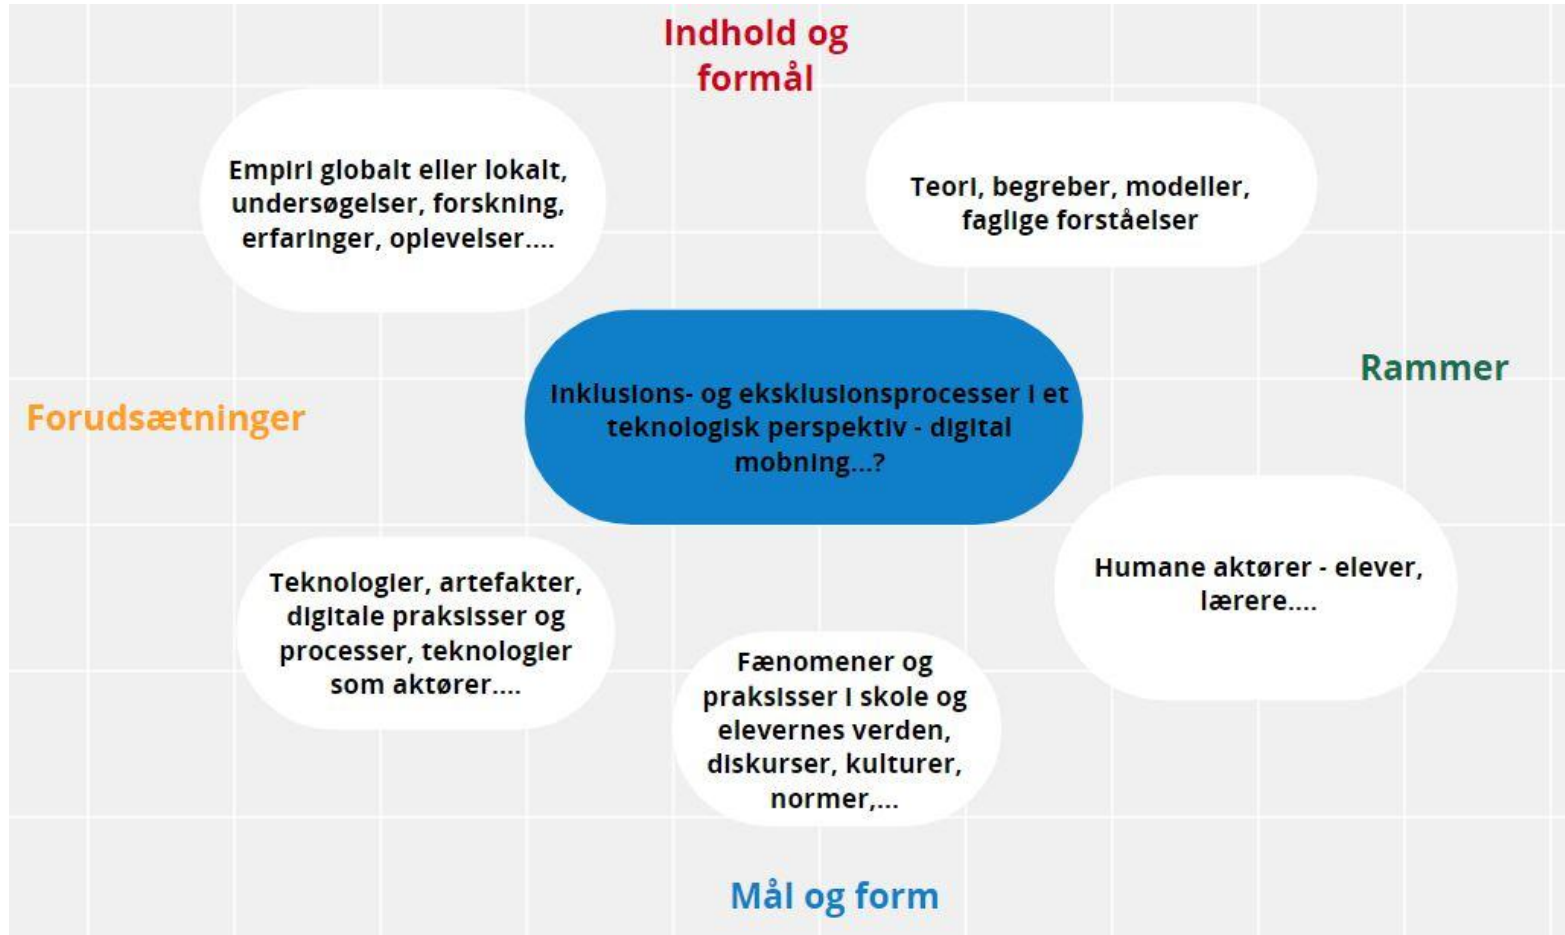 Indhold og
formål
Empiri globalt eller lokalt,
undersøgelser, forskning,
erfaringer, oplevelser....
Teori, begreber, modeller,
faglige forståelser
Rammer
Forudsætninger
Inklusions- og eksklusionsprocesser i et
teknologisk perspektiv - digital
mobning...?
Humane aktører - elever,
lærere....
Teknologier, artefakter,
digitale praksisser og
processer, teknologier
som aktører....
Fænomener og
praksisser i skole og
elevernes verden,
diskurser, kulturer,
normer,...
Mål og form